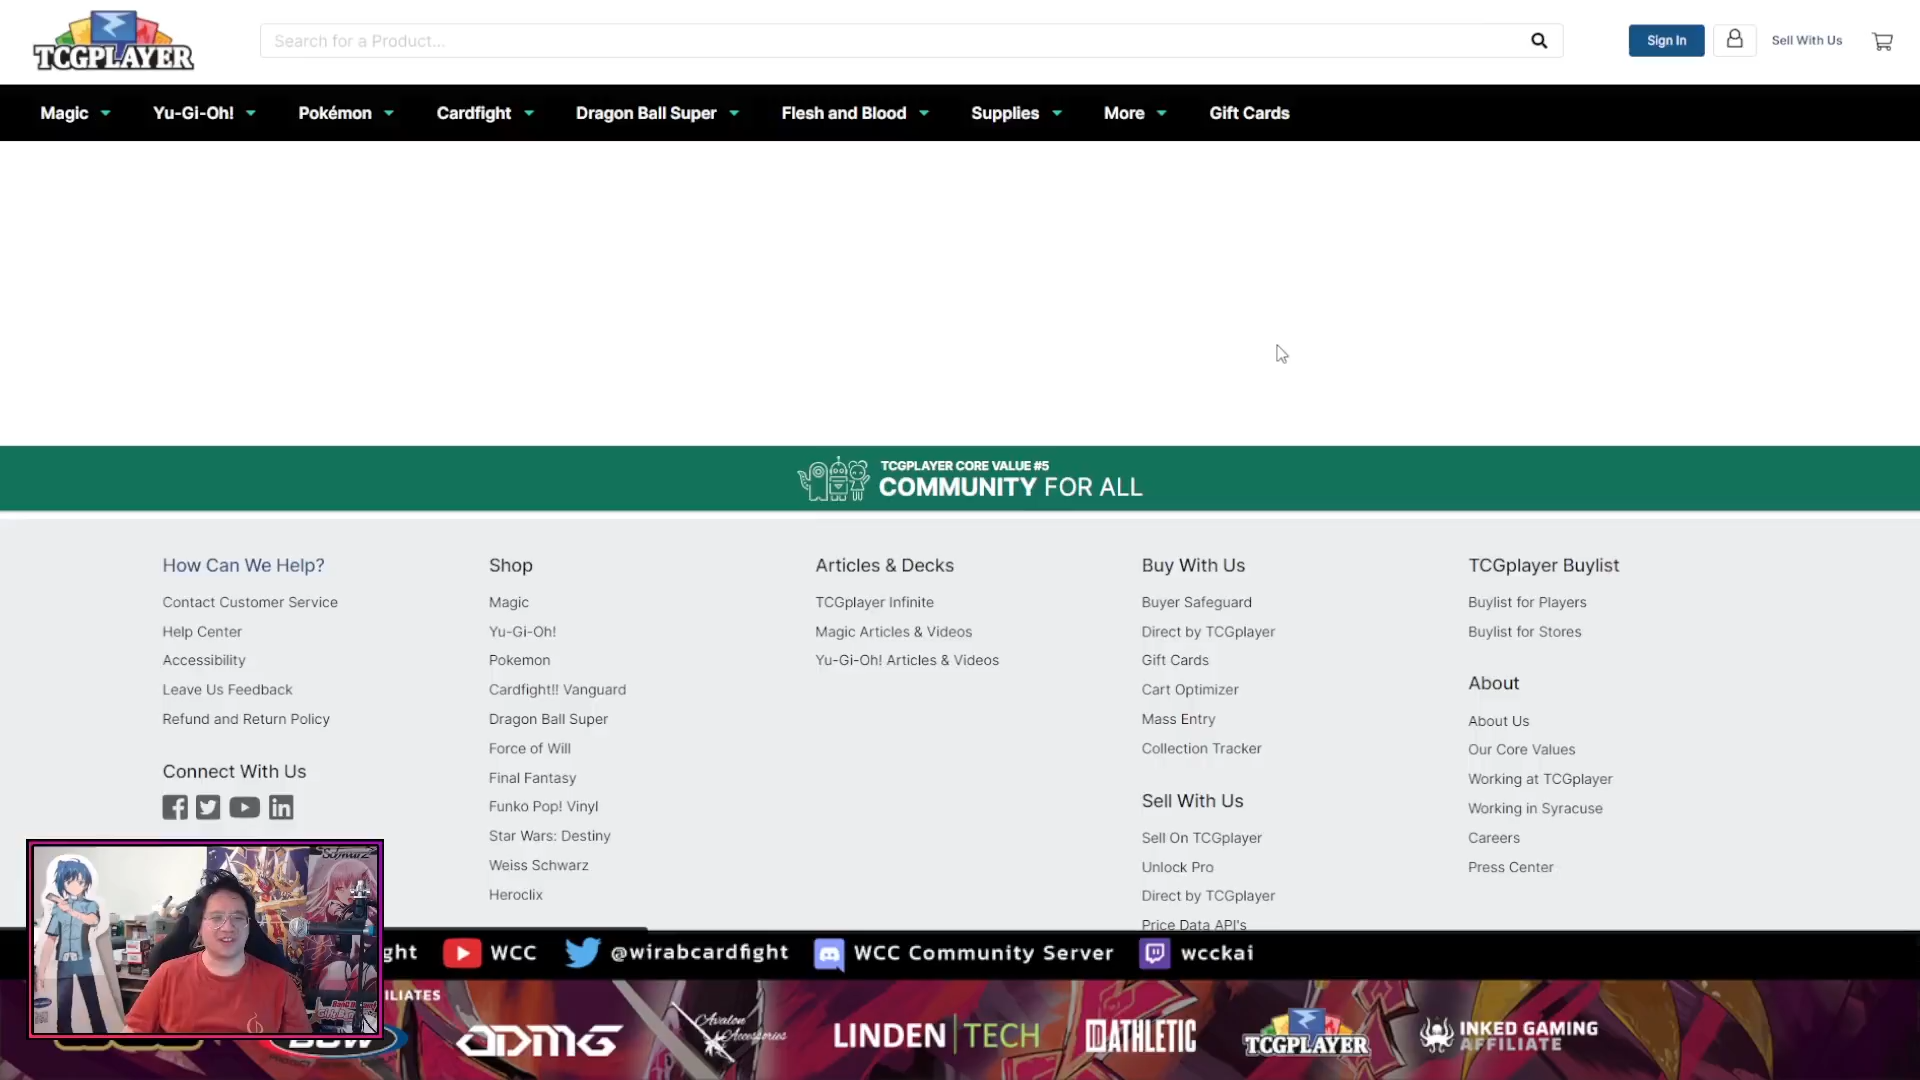 TCGPLAYER
Search for a Product...
Sign In
Sell With Us
Magic
Yu-Gi-Oh!
Pokémon
Cardfight
Dragon Ball Super
Flesh and Blood
Supplies
More
Gift Cards
TCGPLAYER CORE VALUE #5
COMMUNITY FOR ALL
How Can We Help?
Contact Customer Service
Help Center
Accessibility
Leave Us Feedback
Refund and Return Policy
Connect With Us
Shop
Magic
Yu-Gi-Oh!
Pokemon
Cardfight!! Vanguard
Dragon Ball Super
Force of Will
Final Fantasy
Funko Pop! Vinyl
Star Wars: Destiny
Weiss Schwarz
Heroclix
Articles & Decks
TCGplayer Infinite
Magic Articles & Videos
Yu-Gi-Oh! Articles & Videos
Buy With Us
Buyer Safeguard
Direct by TCGplayer
Gift Cards
Cart Optimizer
Mass Entry
Collection Tracker
Sell With Us
Sell On TCGplayer
Unlock Pro
Direct by TCGplayer
Price Data API's
TCGplayer Buylist
Buylist for Players
Buylist for Stores
About
About Us
Our Core Values
Working at TCGplayer
Working in Syracuse
Careers
Press Center
Schwarz
ght
WCC
@wirabcardfight
WCC Community Server
wcckai
ILIATES
BCW
ADMG
Avalon
Accessories
LINDEN|TECH
DATHLETIC
TCGPLAYER
INKED GAMING
AFFILIATE